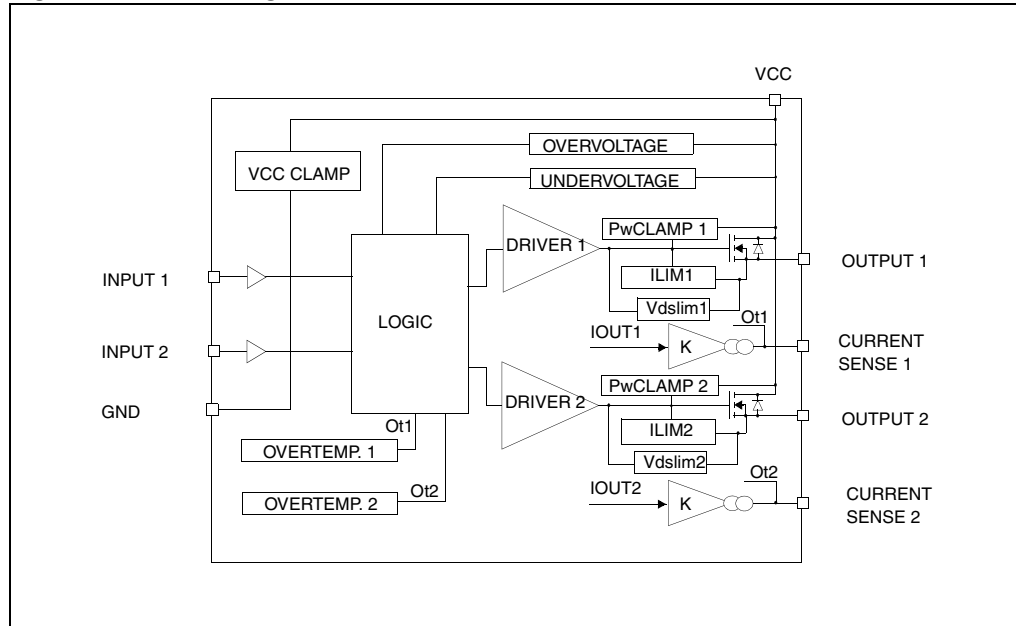 VCC
OVERVOLTAGE
VCC CLAMP
UNDERVOLTAGE
PwCLAMP 1
DRIVER 1
OUTPUT 1
INPUT 1
ILIM1
Vdslim1
LOGIC
Ot1
IOUT1
K
CURRENT
SENSE 1
INPUT 2
PwCLAMP 2
DRIVER 2
GND
OUTPUT 2
ILIM2
Ot1
OVERTEMP. 1
Vdslim2
Ot2
Ot2
IOUT2
OVERTEMP. 2
K
CURRENT
SENSE 2